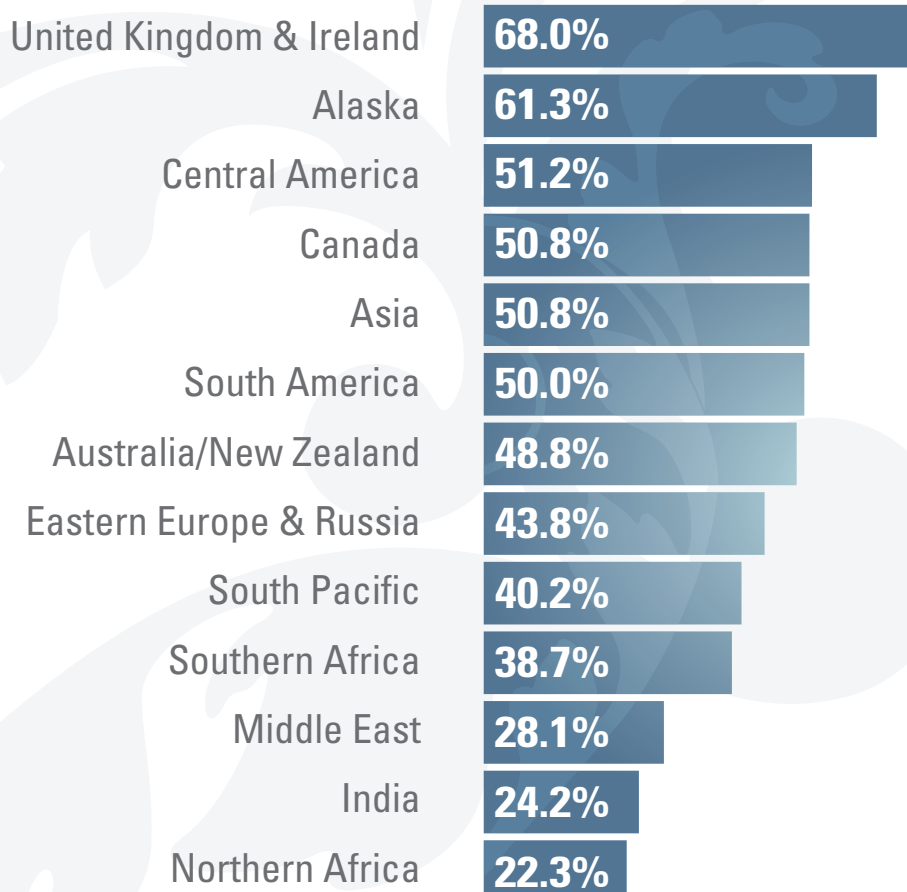 United Kingdom & Ireland 68.0%
Alaska 61.3%
Central America 51.2%
Canada 50.8%
Asia 50.8%
South America 50.0%
Australia/New Zealand 48.8%
Eastern Europe & Russia 43.8%
South Pacific 40.2%
Southern Africa 38.7%
Middle East 28.1%
India 24.2%
Northern Africa 22.3%